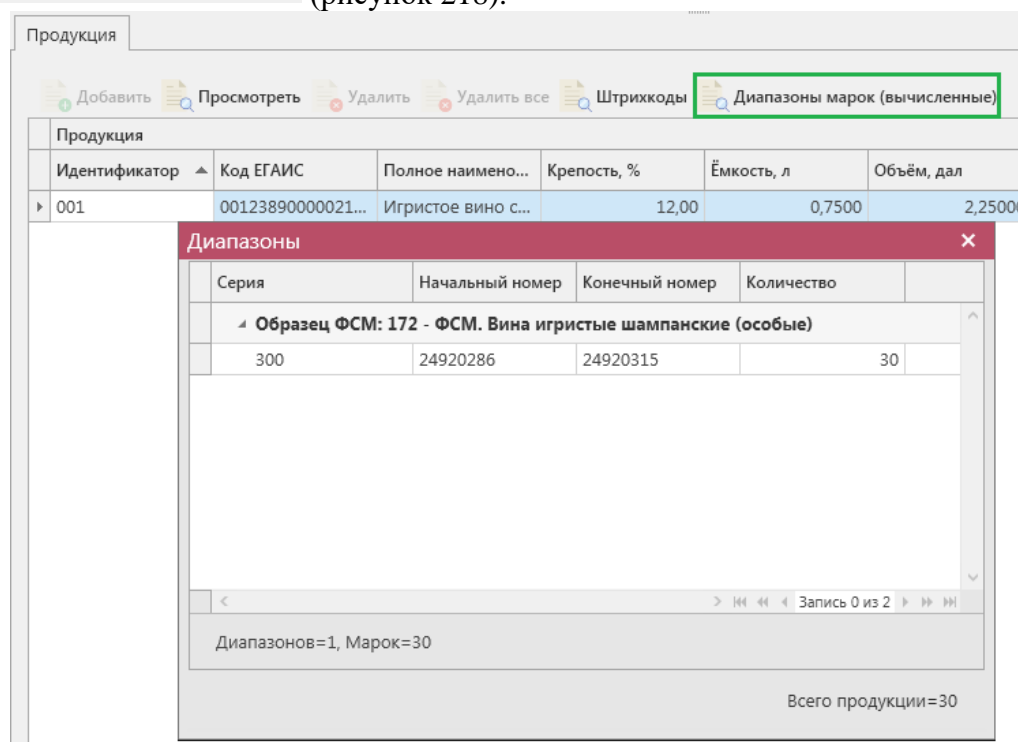 (рисунок 218).
Продукция
Добавить Просмотреть Удалить Удалить все Штрихкоды Диапазоны марок (вычисленные)
Продукция
Идентификатор Код ЕГАИС Полное наимено... Крепость, % Ёмкость, л Объём, дал
001 00123890000021... Игристое вино с... 12,00 0,7500 2,2500
Диапазоны
Серия Начальный номер Конечный номер Количество
Образец ФСМ: 172 - ФСМ. Вина игристые шампанские (особые)
300 24920286 24920315 30
Запись 0 из 2
Диапазонов=1, Марок=30
Всего продукции=30